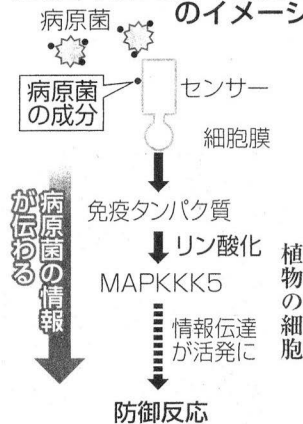 のイメージ
病原菌
病原菌
の成分
センサー
細胞膜
病原菌の情報
が伝わる
免疫タンパク質
リン酸化
MAPKKK5
情報伝達
が活発に
防御反応
植物の細胞